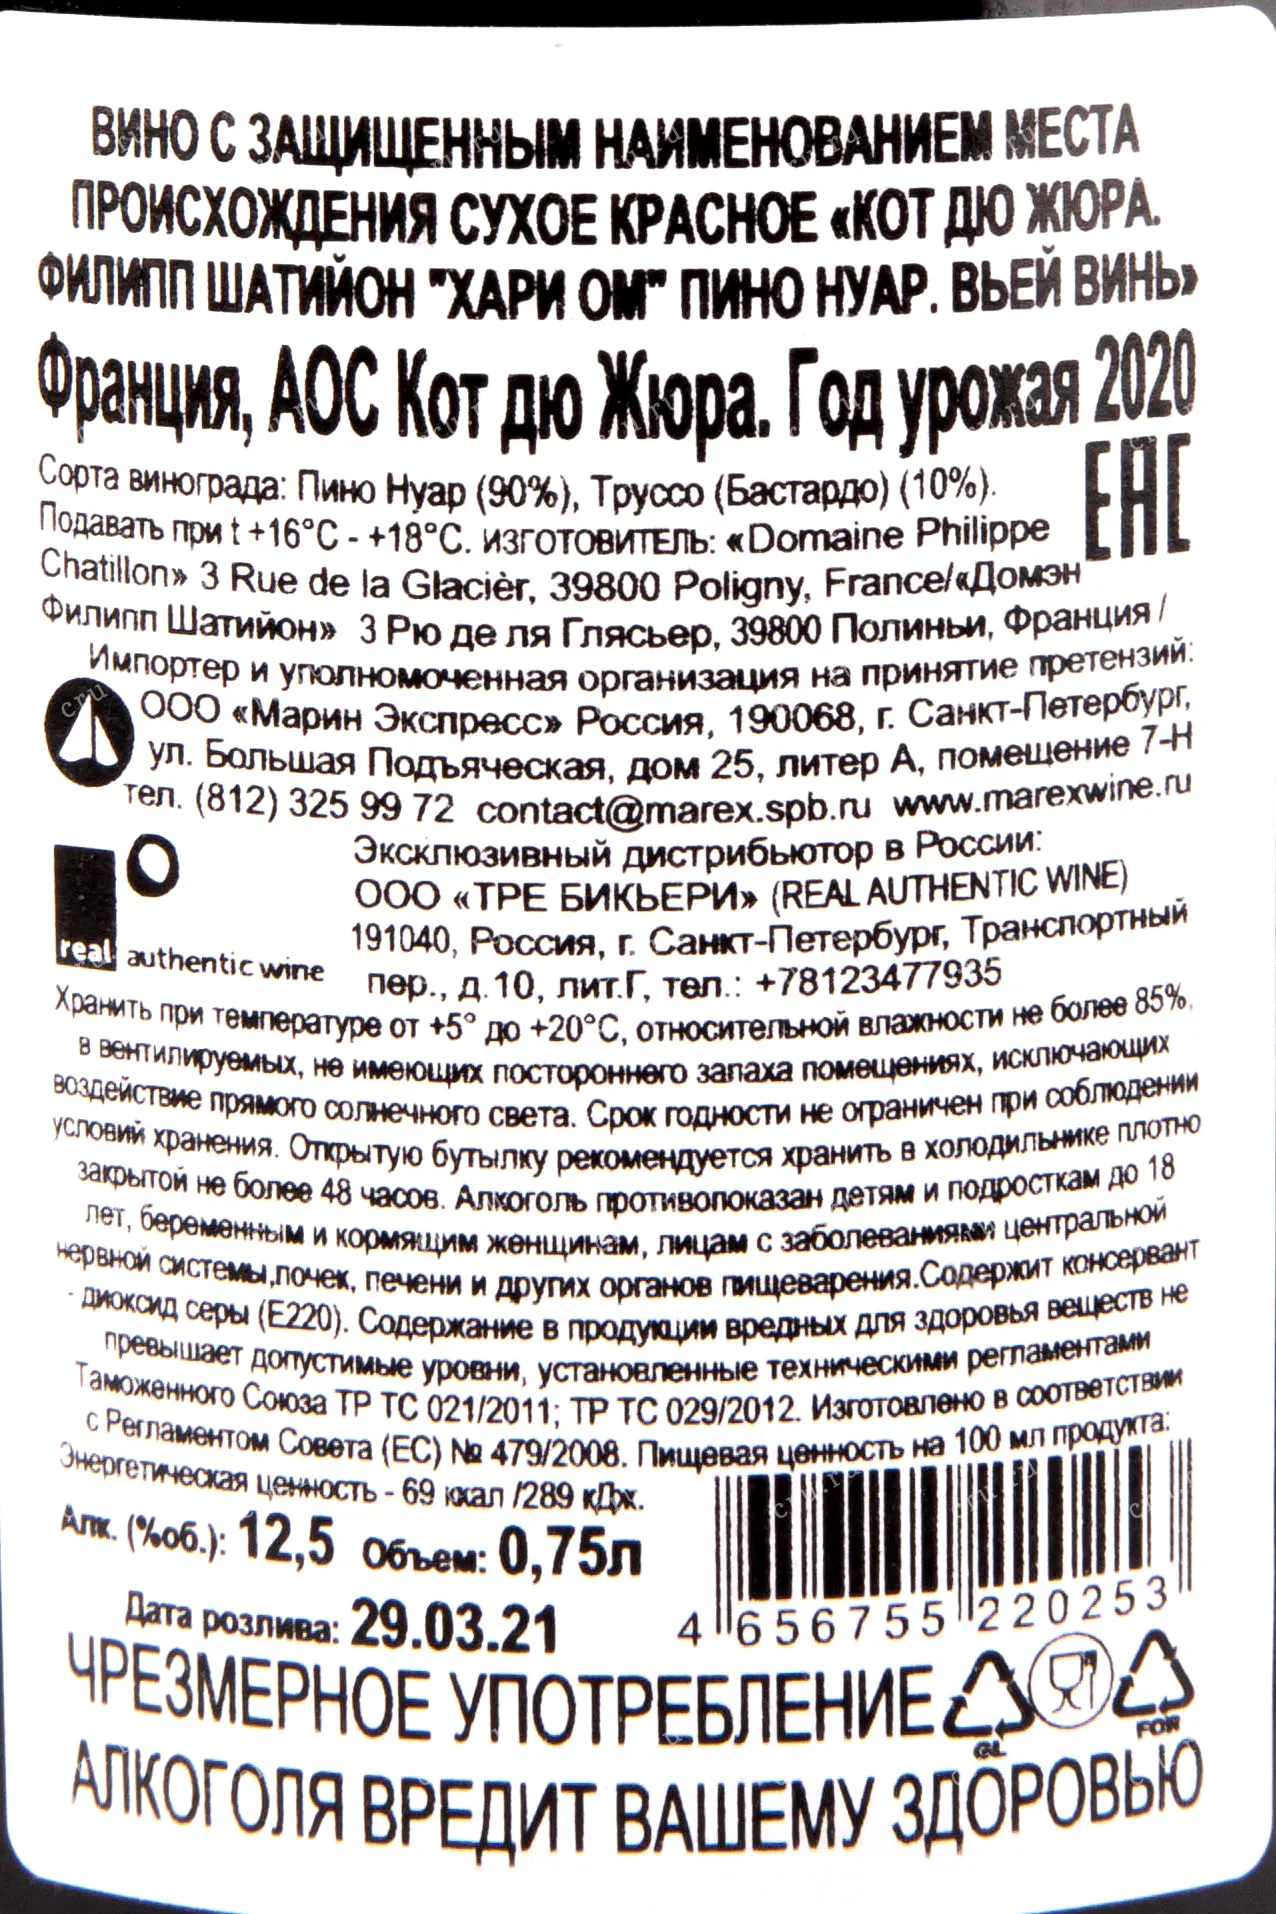 ВИНО С ЗАЩИЩЕННЫМ НАИМЕНОВАНИЕМ МЕСТА
ПРОИСХОЖДЕНИЯ СУХОЕ КРАСНОЕ «КОТ ДЮ ЖЮРА.
ФИЛИПП ШАТИЙОН "ХАРИ ОМ" ПИНО НУАР. ВЬЕЙ ВИНЬ»
Франция, АОС Кот дю Жюра. Год урожая 2020
Сорта винограда: Пино Нуар (90%), Труссо (Бастардо) (10%).
EAC
Подавать при t +16°C - +18°C. ИЗГОТОВИТЕЛЬ: «Domaine Philippe
Chatillon» 3 Rue de la Glacièr, 39800 Poligny, France/«Домэн
Филипп Шатийон» 3 Рю де ля Глясьер, 39800 Полиньи, Франция /
Импортер и уполномоченная организация на принятие претензий:
ООО «Марин Экспресс» Россия, 190068, г. Санкт-Петербург,
ул. Большая Подъяческая, дом 25, литер А, помещение 7-Н
тел. (812) 325 99 72 contact@marex.spb.ru www.marexwine.ru
Эксклюзивный дистрибьютор в России:
ООО «ТРЕ БИКЬЕРИ» (REAL AUTHENTIC WINE)
191040, Россия, г. Санкт-Петербург, Транспортный
пер., д.10, лит.Г, тел.: +78123477935
real authentic wine
Хранить при температуре от +5° до +20°C, относительной влажности не более 85%,
в вентилируемых, не имеющих постороннего запаха помещениях, исключающих
воздействие прямого солнечного света. Срок годности не ограничен при соблюдении
условий хранения. Открытую бутылку рекомендуется хранить в холодильнике плотно
закрытой не более 48 часов. Алкоголь противопоказан детям и подросткам до 18
лет, беременным и кормящим женщинам, лицам с заболеваниями центральной
нервной системы,почек, печени и других органов пищеварения.Содержит консервант
- диоксид серы (Е220). Содержание в продукции вредных для здоровья веществ не
превышает допустимые уровни, установленные техническими регламентами
Таможенного Союза ТР ТС 021/2011; ТР ТС 029/2012. Изготовлено в соответствии
с Регламентом Совета (ЕС) № 479/2008. Пищевая ценность на 100 мл продукта:
Энергетическая ценность - 69 ккал /289 кДж.
Алк. (%об.): 12,5 Объем: 0,75л
Дата розлива: 29.03.21
4 656755 220253
GL FOR
ЧРЕЗМЕРНОЕ УПОТРЕБЛЕНИЕ
АЛКОГОЛЯ ВРЕДИТ ВАШЕМУ ЗДОРОВЬЮ